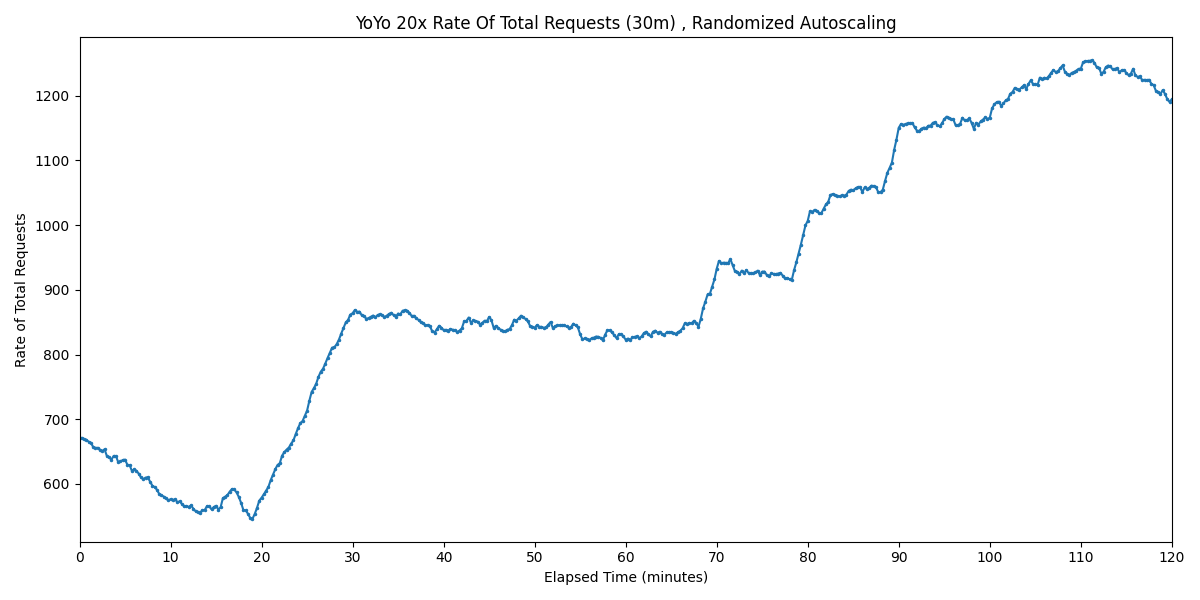 YoYo 20x Rate Of Total Requests (30m) , Randomized Autoscaling
Rate of Total Requests
1200
1100
1000
900
800
700
600
0 10 20 30 40 50 60 70 80 90 100 110 120
Elapsed Time (minutes)